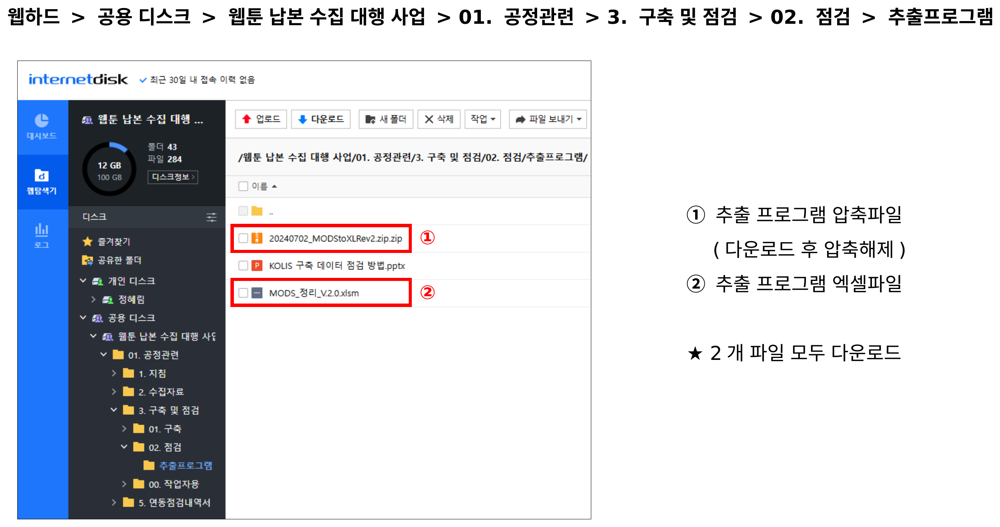 웹하드 > 공용 디스크 > 웹툰 납본 수집 대행 사업 > 01. 공정관련 > 3. 구축 및 점검 > 02. 점검 > 추출프로그램
internetdisk 최근 30일 내 접속 이력 없음
대시보드
웹탐색기
로그
웹툰 납본 수집 대행 ...
폴더 43
파일 284
12 GB
100 GB
디스크정보 >
디스크
즐겨찾기
공유한 폴더
개인 디스크
정혜림
공용 디스크
웹툰 납본 수집 대행 사업
01. 공정관련
1. 지침
2. 수집자료
3. 구축 및 점검
01. 구축
02. 점검
추출프로그램
00. 작업자용
5. 연동점검내역서
업로드 다운로드 새 폴더 삭제 작업 파일 보내기
/웹툰 납본 수집 대행 사업/01. 공정관련/3. 구축 및 점검/02. 점검/추출프로그램/
이름
..
20240702_MODStoXLRev2.zip.zip ①
KOLIS 구축 데이터 점검 방법.pptx
MODS_정리_V.2.0.xlsm ②
① 추출 프로그램 압축파일
( 다운로드 후 압축해제 )
② 추출 프로그램 엑셀파일
★ 2 개 파일 모두 다운로드